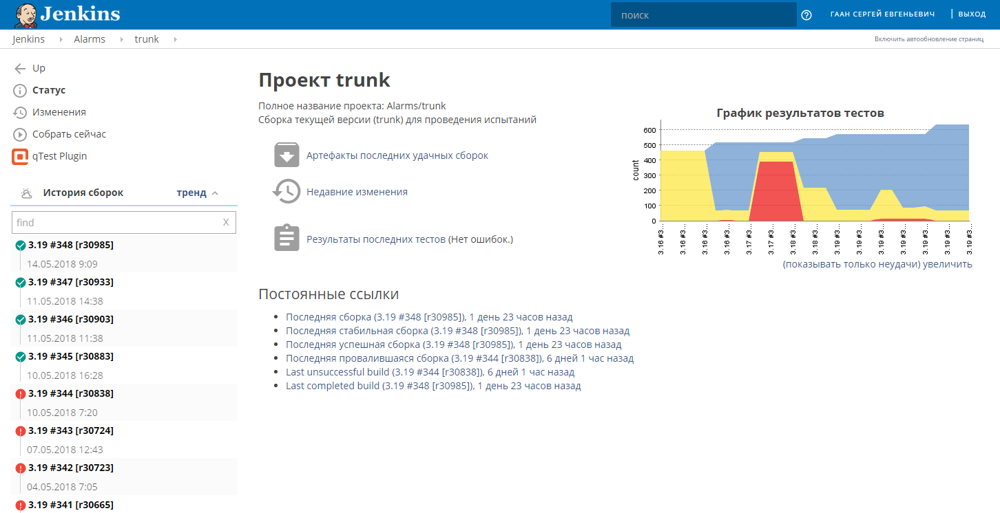 Jenkins
поиск
ГААН СЕРГЕЙ ЕВГЕНЬЕВИЧ
ВЫХОД
Jenkins
Alarms
trunk
Включить автообновление страниц
Up
Статус
Изменения
Собрать сейчас
qTest Plugin
История сборок
тренд
find
X
3.19 #348 [r30985]
14.05.2018 9:09
3.19 #347 [r30933]
11.05.2018 14:38
3.19 #346 [r30903]
11.05.2018 11:38
3.19 #345 [r30883]
10.05.2018 16:28
3.19 #344 [r30838]
10.05.2018 7:20
3.19 #343 [r30724]
07.05.2018 12:43
3.19 #342 [r30723]
04.05.2018 7:05
3.19 #341 [r30665]
Проект trunk
Полное название проекта: Alarms/trunk
Сборка текущей версии (trunk) для проведения испытаний
Артефакты последних удачных сборок
Недавние изменения
Результаты последних тестов (Нет ошибок.)
График результатов тестов
count
600
500
400
300
200
100
0
3.16 #3...
3.16 #3...
3.16 #3...
3.16 #3...
3.17 #3...
3.17 #3...
3.18 #3...
3.18 #3...
3.19 #3...
3.19 #3...
3.19 #3...
3.19 #3...
3.19 #3...
3.19 #3...
3.19 #3...
(показывать только неудачи) увеличить
Постоянные ссылки
Последняя сборка (3.19 #348 [r30985]), 1 день 23 часов назад
Последняя стабильная сборка (3.19 #348 [r30985]), 1 день 23 часов назад
Последняя успешная сборка (3.19 #348 [r30985]), 1 день 23 часов назад
Последняя провалившаяся сборка (3.19 #344 [r30838]), 6 дней 1 час назад
Last unsuccessful build (3.19 #344 [r30838]), 6 дней 1 час назад
Last completed build (3.19 #348 [r30985]), 1 день 23 часов назад